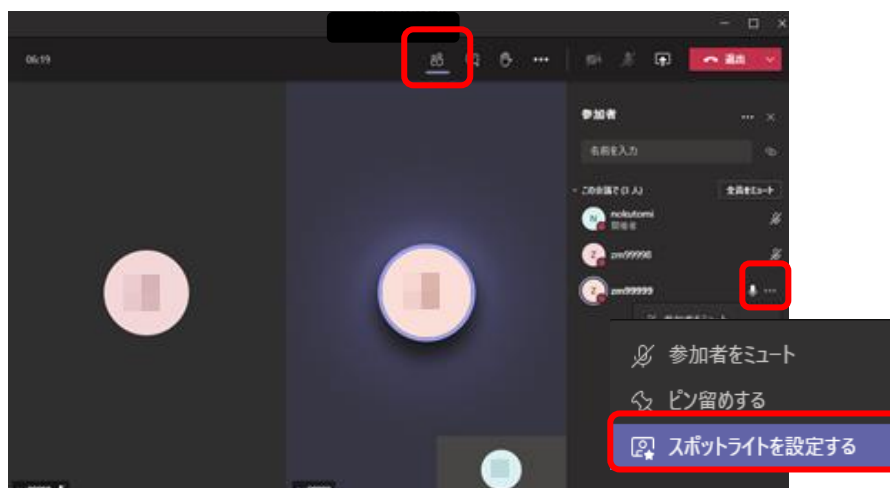 06:19
退出
参加者
名前を入力
この会議で (3 人)
全員をミュート
N
nokutomi
開催者
Z
zm99998
Z
zm99999
参加者をミュート
ピン留めする
スポットライトを設定する